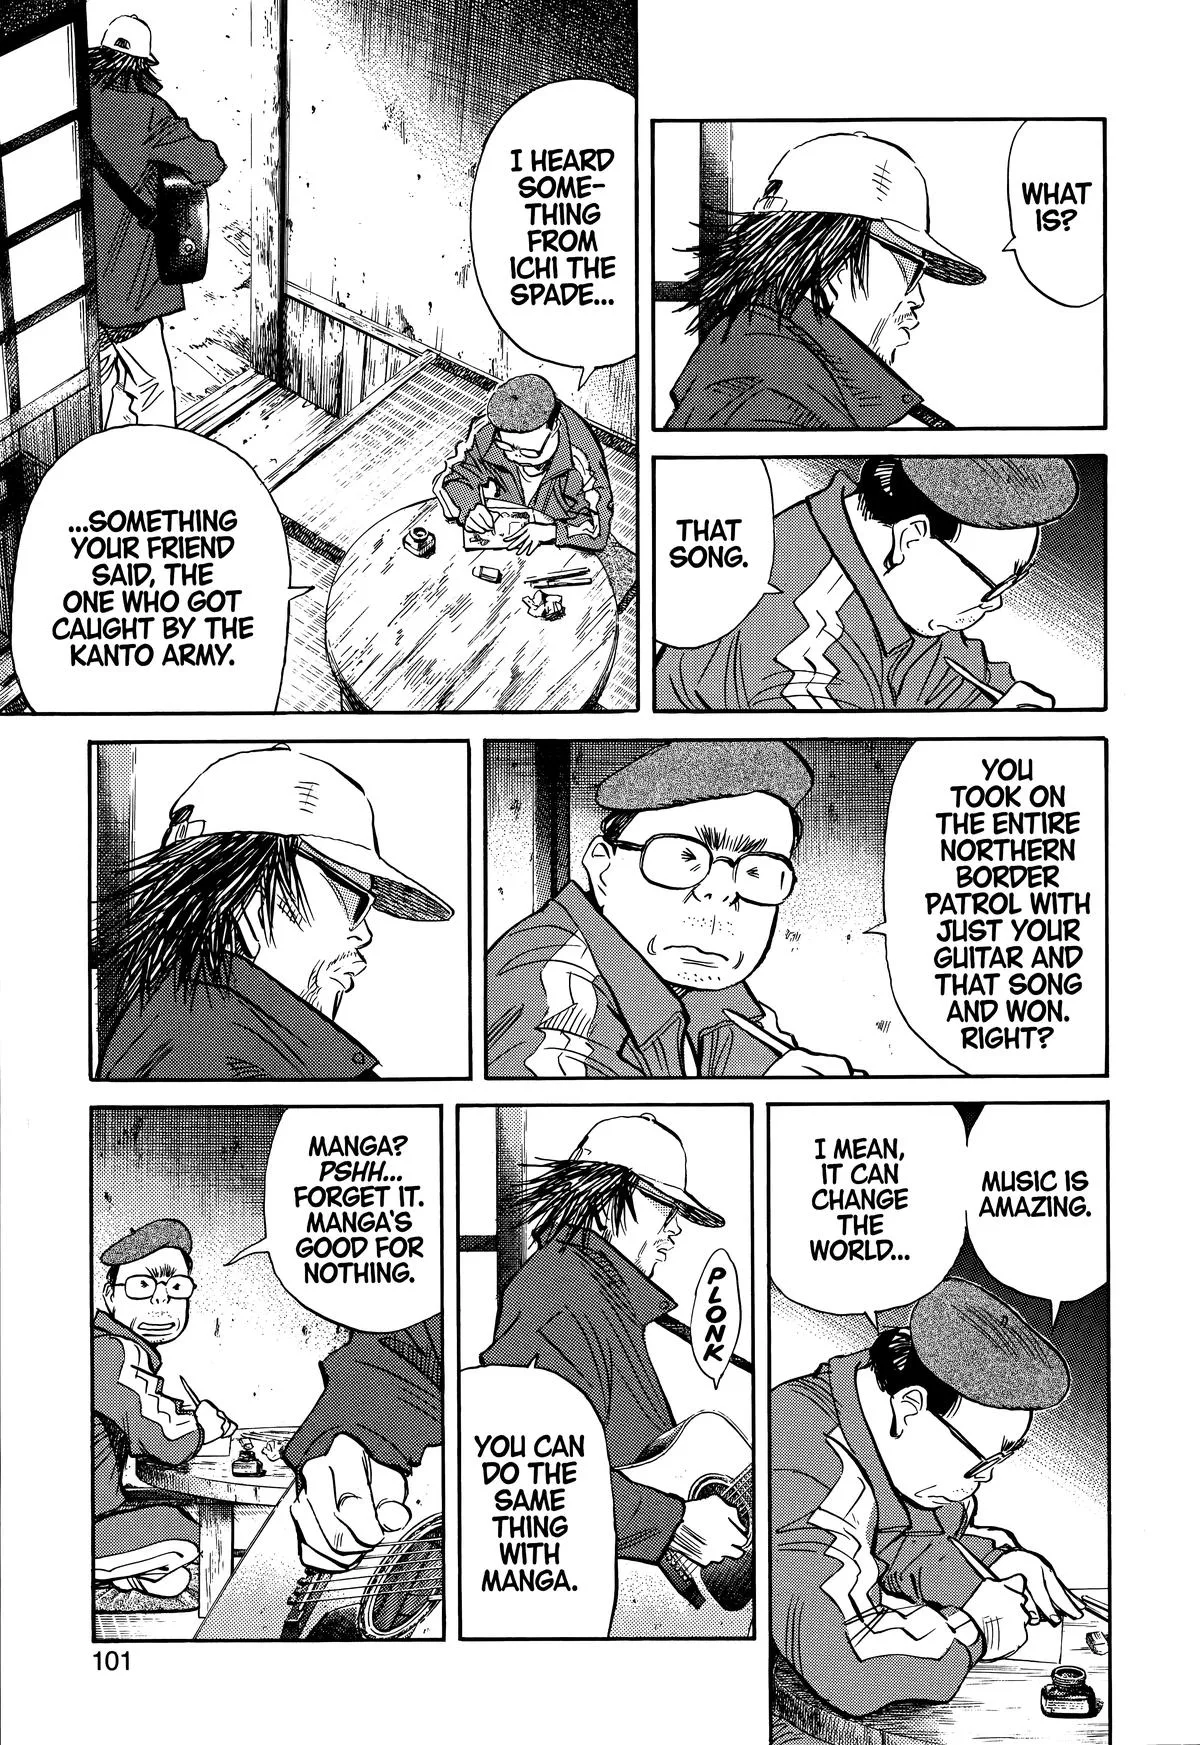 WHAT
IS?
THAT
SONG.
I HEARD
SOME-
THING
FROM
ICHI THE
SPADE...
...SOMETHING
YOUR FRIEND
SAID, THE
ONE WHO GOT
CAUGHT BY THE
KANTO ARMY.
YOU
TOOK ON
THE ENTIRE
NORTHERN
BORDER
PATROL WITH
JUST YOUR
GUITAR AND
THAT SONG
AND WON.
RIGHT?
MUSIC IS
AMAZING.
I MEAN,
IT CAN
CHANGE
THE
WORLD...
PLONK
YOU CAN
DO THE
SAME
THING
WITH
MANGA.
MANGA?
PSHH...
FORGET IT.
MANGA'S
GOOD FOR
NOTHING.
101